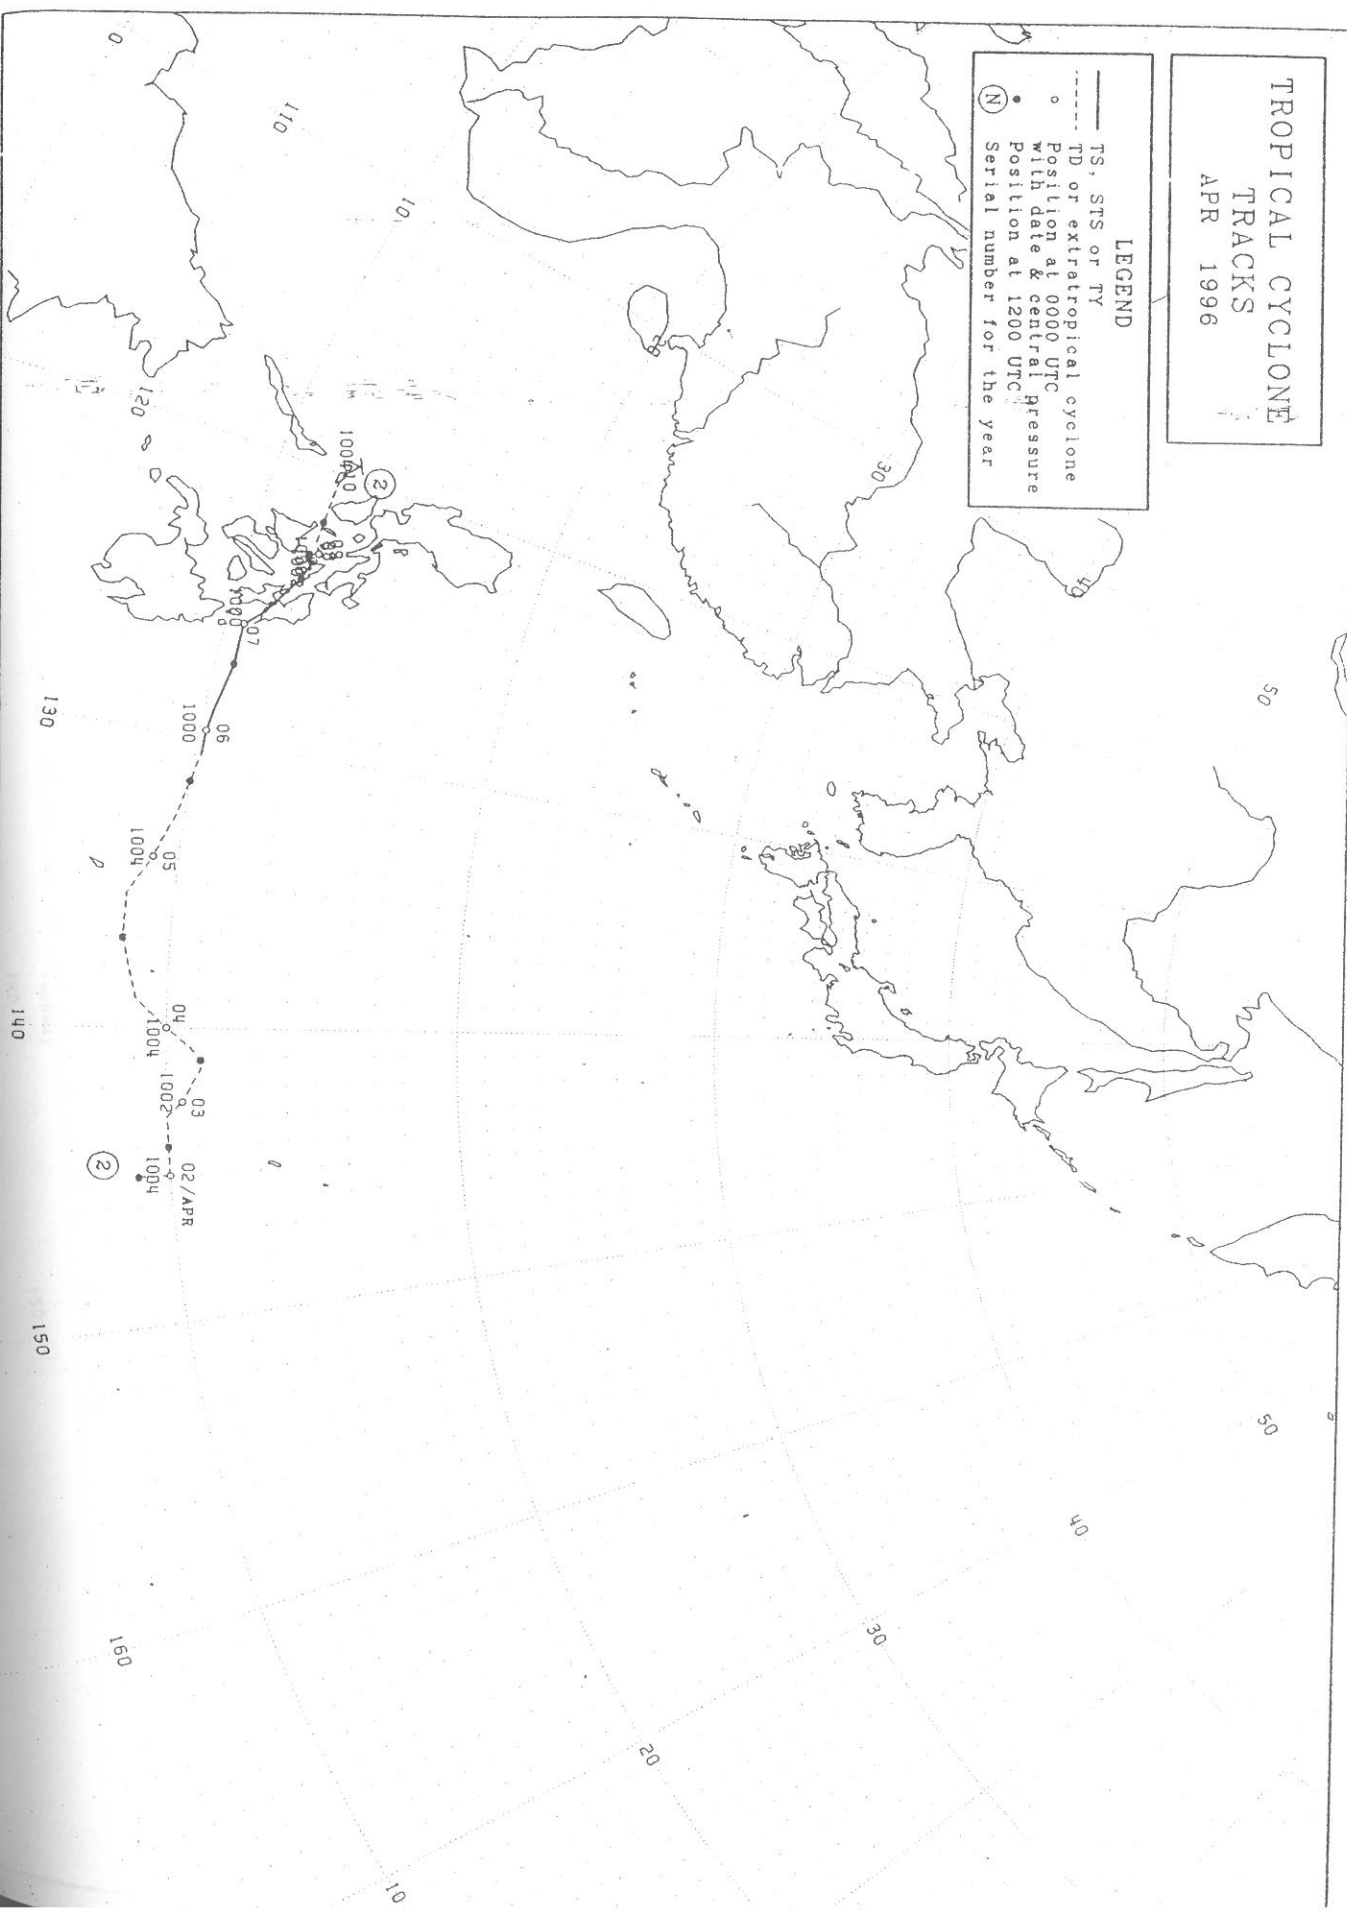 TROPICAL CYCLONE
TRACKS
APR 1996
LEGEND
TS, STS or TY
TD or extratropical cyclone
Position at 0000 UTC
with date & central pressure
Position at 1200 UTC
N Serial number for the year
0
110
10
120
130
140
150
160
10
20
30
40
50
50
40
30
2
10
1004
07
1000
06
1000
05
1004
04
1004
03
1002
02/APR
1004
2